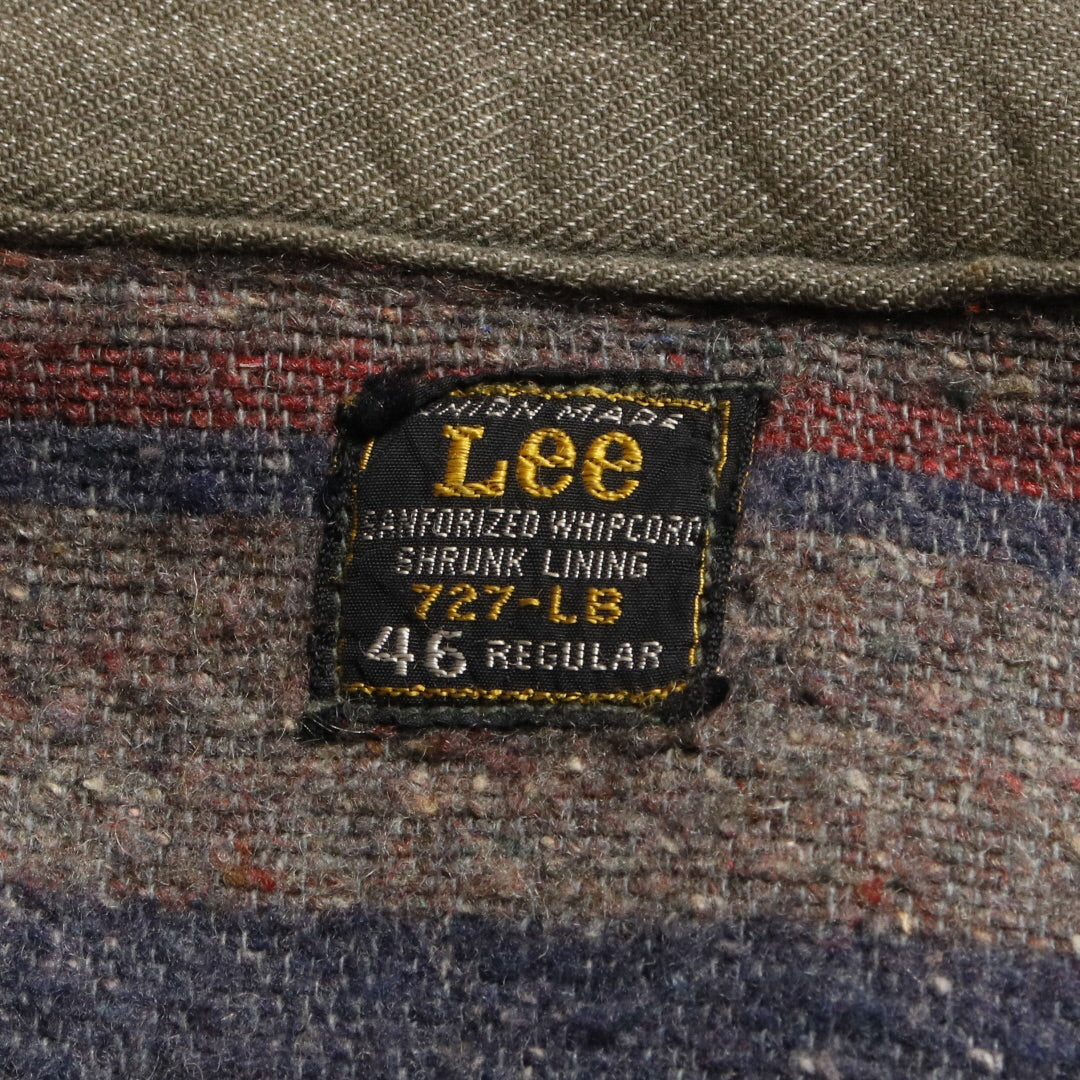 UNION MADE
Lee
SANFORIZED WHIPCORD
SHRUNK LINING
727-LB
46 REGULAR